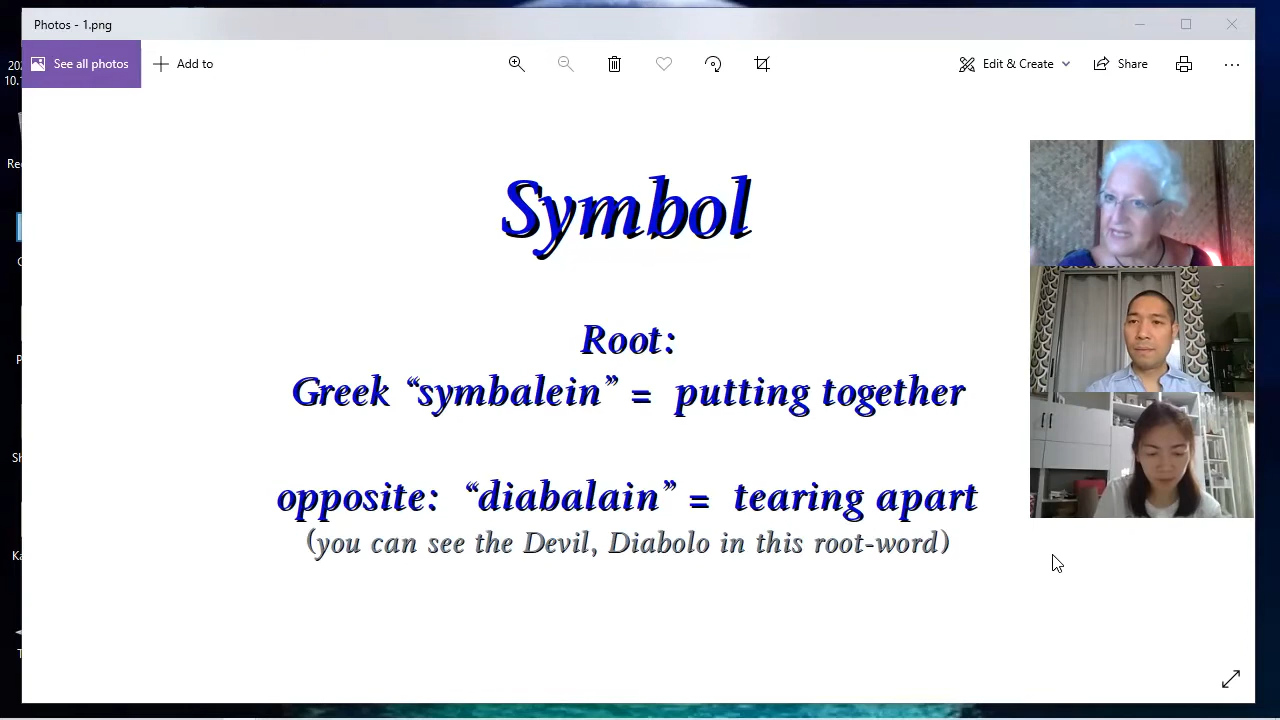 Photos - 1.png
See all photos
Add to
Edit & Create
Share
Symbol
Root:
Greek “symbalein” = putting together
opposite: “diabalain” = tearing apart
(you can see the Devil, Diabolo in this root-word)